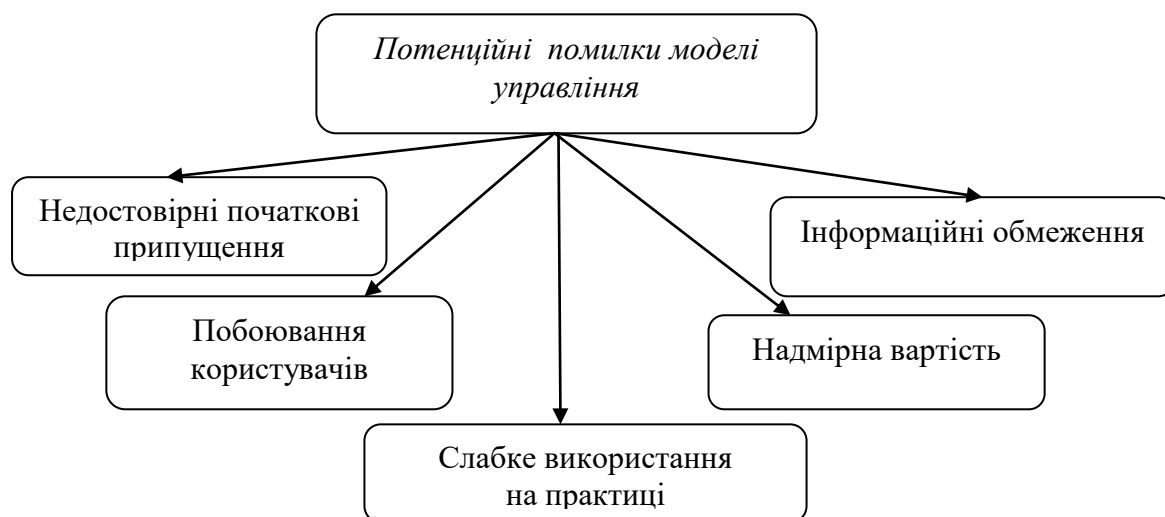 Потенційні помилки моделі
управління
Недостовірні початкові
припущення
Інформаційні обмеження
Побоювання
користувачів
Надмірна вартість
Слабке використання
на практиці